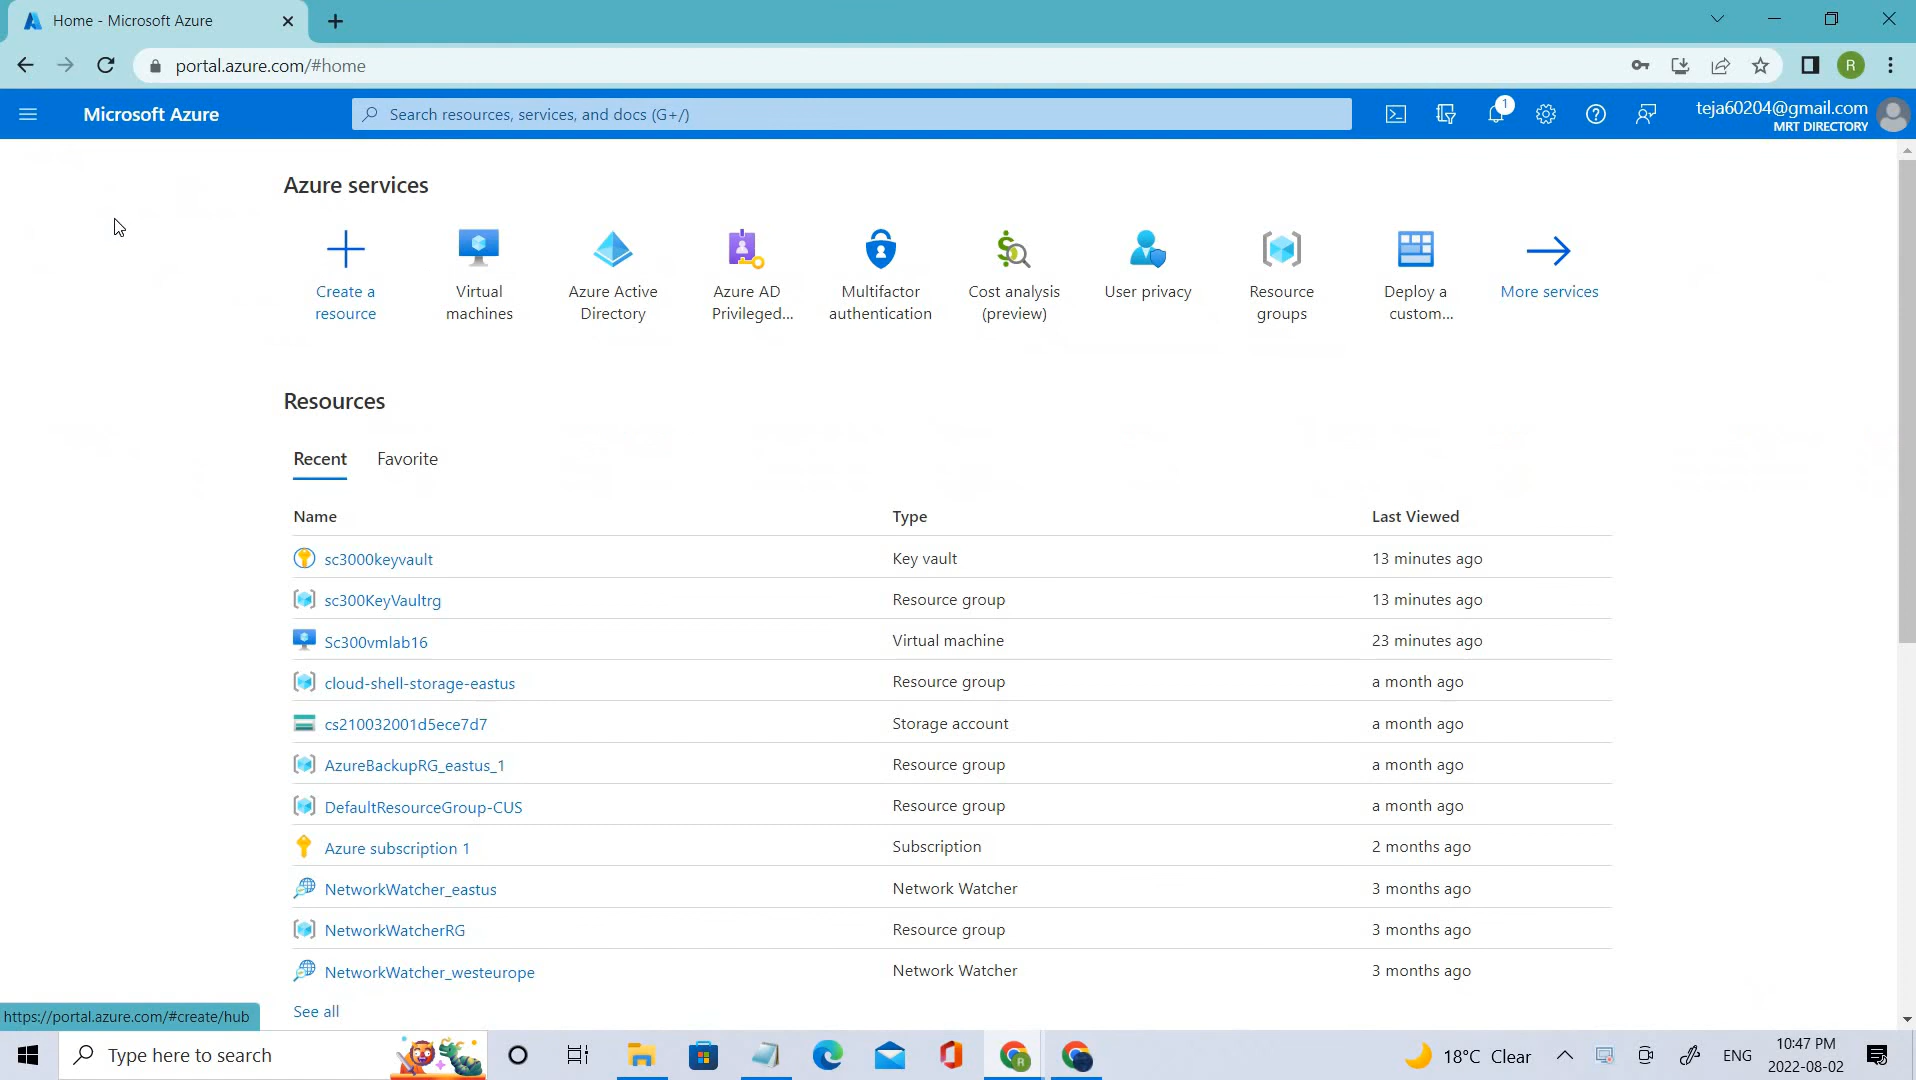 Home - Microsoft Azure
portal.azure.com/#home
R
Microsoft Azure
Search resources, services, and docs (G+/)
1
teja60204@gmail.com
MRT DIRECTORY
Azure services
Create a resource
Virtual machines
Azure Active Directory
Azure AD Privileged...
Multifactor authentication
Cost analysis (preview)
User privacy
Resource groups
Deploy a custom...
More services
Resources
Recent Favorite
Name Type Last Viewed
sc3000keyvault Key vault 13 minutes ago
sc300KeyVaultrg Resource group 13 minutes ago
Sc300vmlab16 Virtual machine 23 minutes ago
cloud-shell-storage-eastus Resource group a month ago
cs210032001d5ece7d7 Storage account a month ago
AzureBackupRG_eastus_1 Resource group a month ago
DefaultResourceGroup-CUS Resource group a month ago
Azure subscription 1 Subscription 2 months ago
NetworkWatcher_eastus Network Watcher 3 months ago
NetworkWatcherRG Resource group 3 months ago
NetworkWatcher_westeurope Network Watcher 3 months ago
See all
https://portal.azure.com/#create/hub
Type here to search
18°C Clear
ENG
10:47 PM
2022-08-02